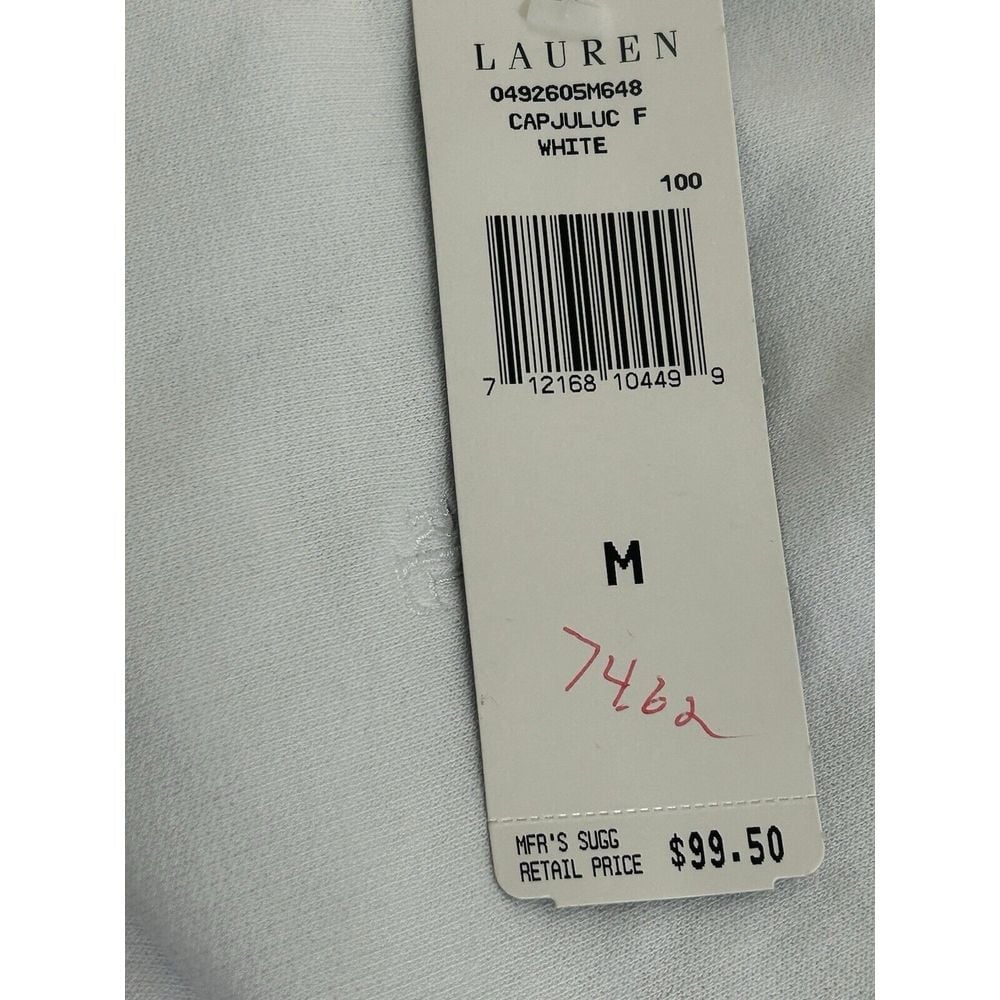 LAUREN
0492605M648
CAPJULUC F
WHITE
100
7 12168 10449 9
M
7462
MFR'S SUGG
RETAIL PRICE $99.50